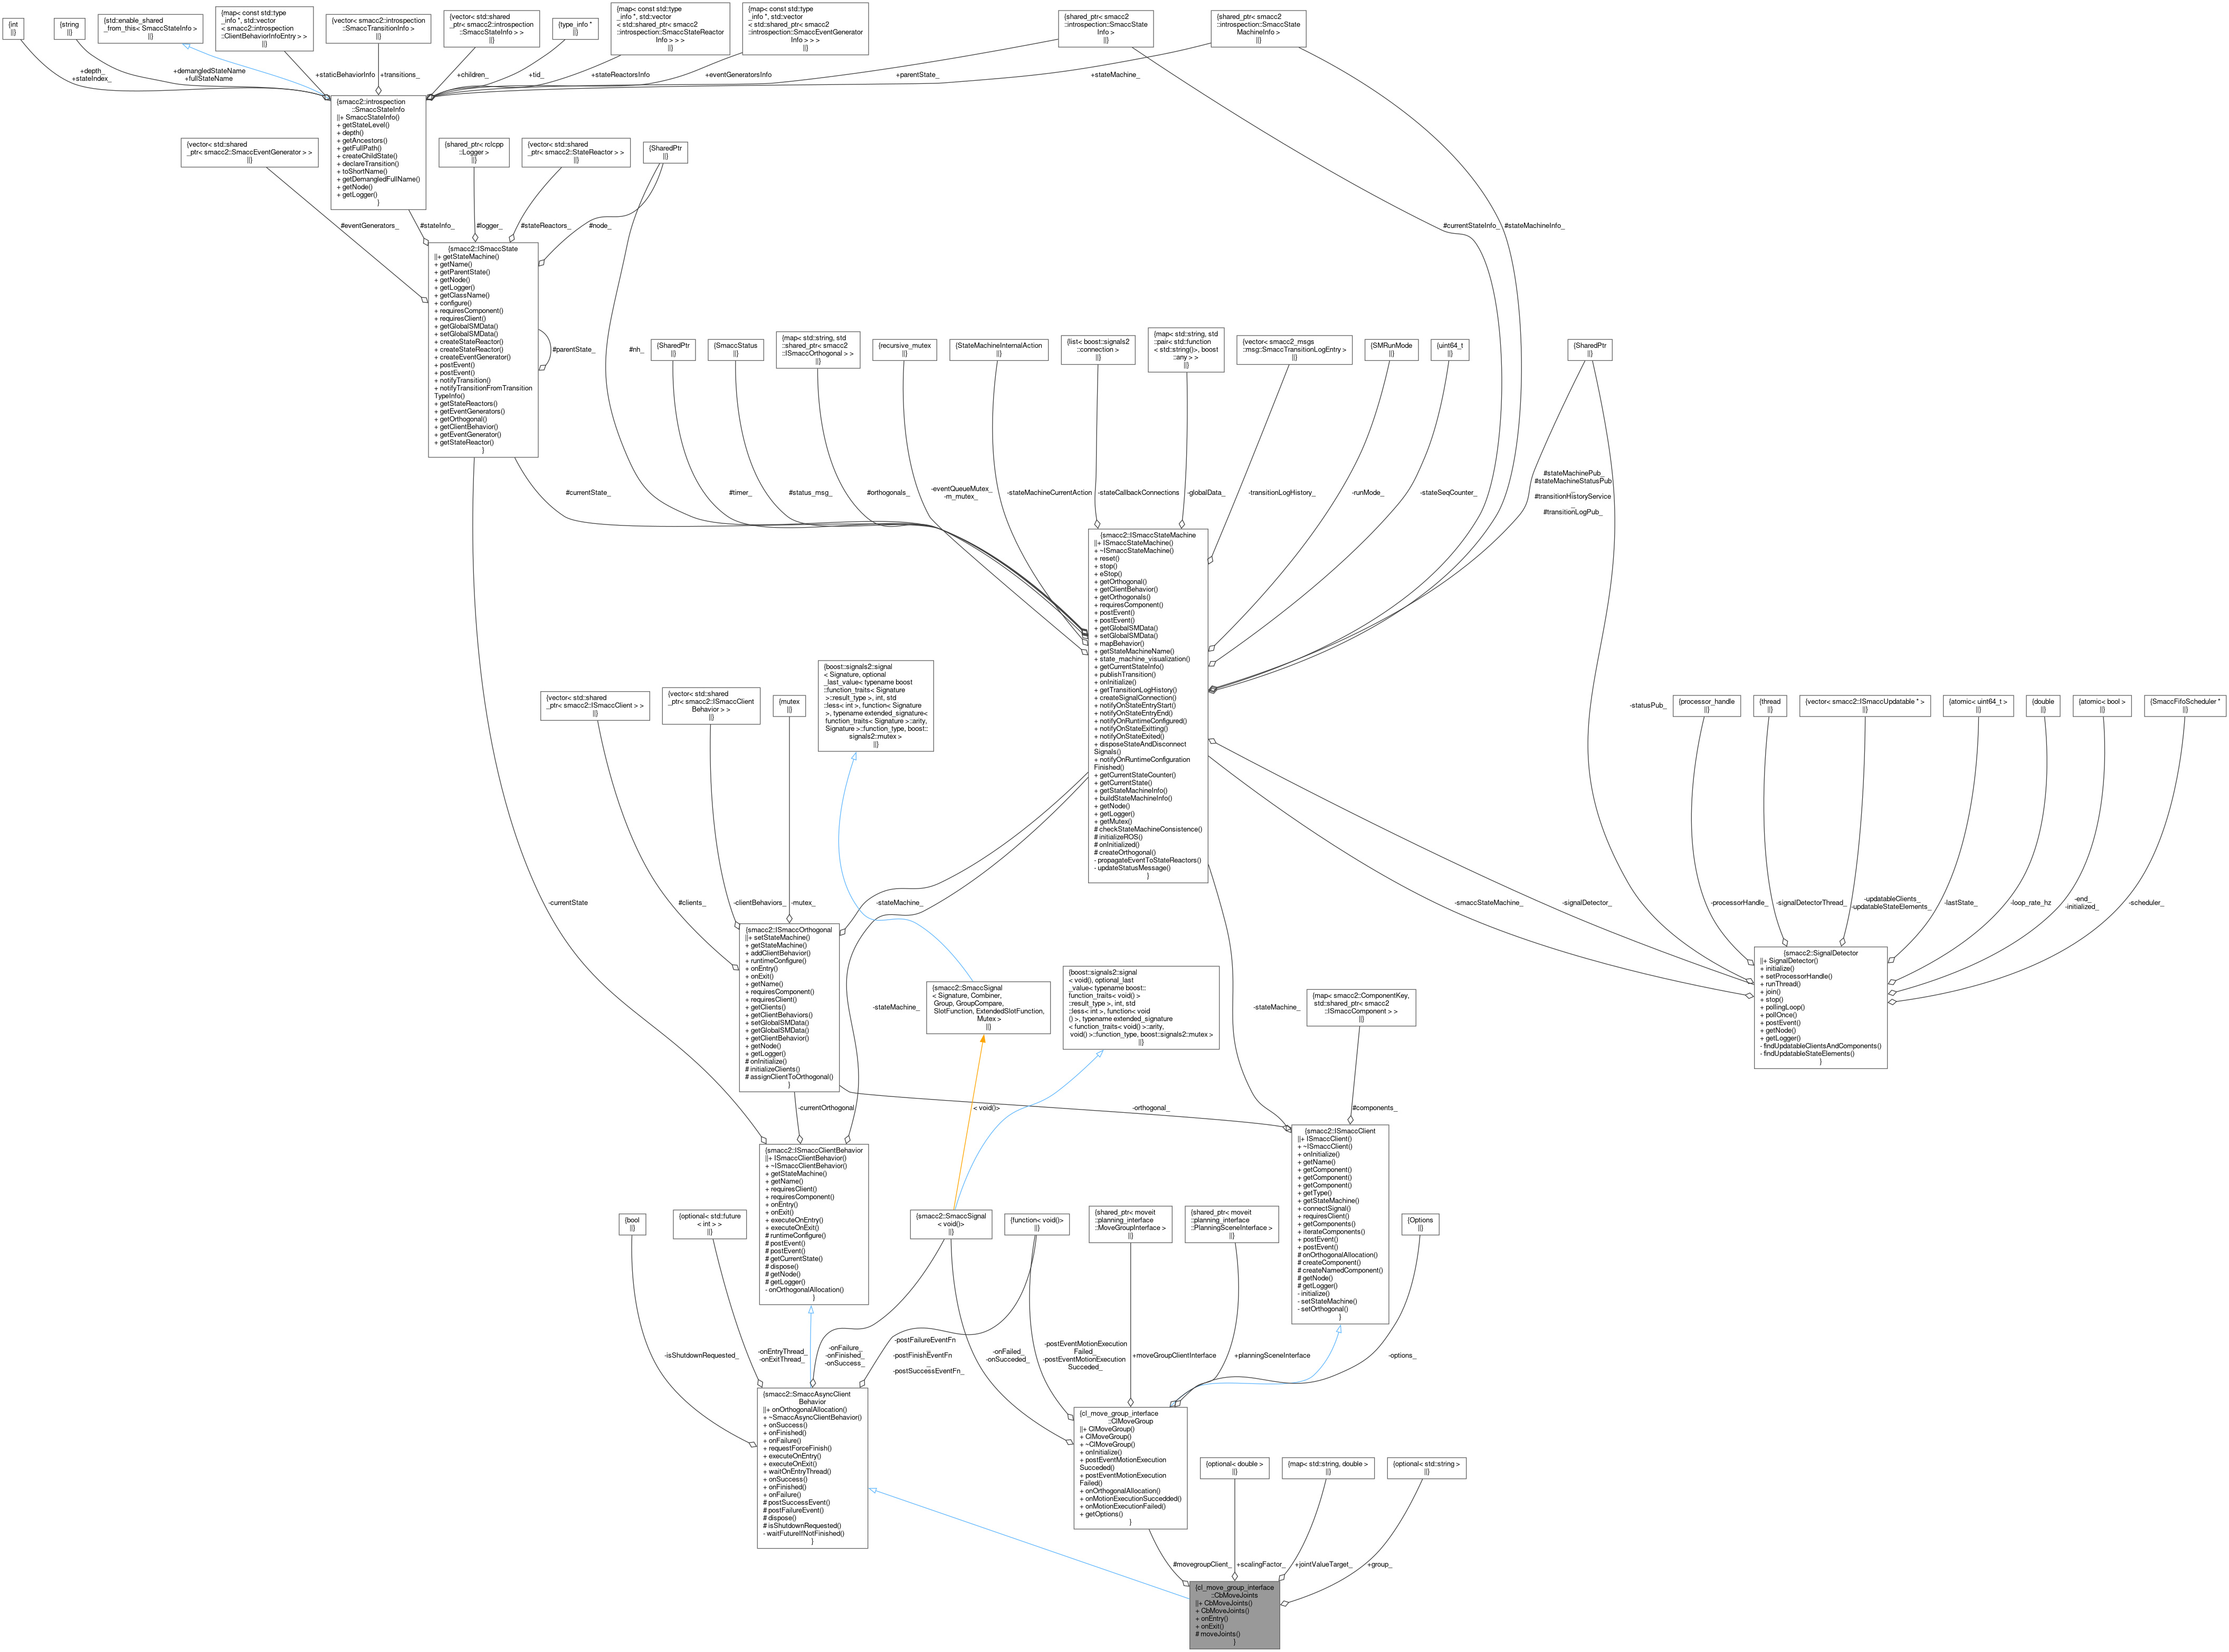 {int
||}
{string
||}
{std::enable_shared
_from_this< SmaccStateInfo >
||}
{map< const std::type
_info *, std::vector
< smacc2::introspection
::ClientBehaviorInfoEntry > >
||}
{vector< smacc2::introspection
::SmaccTransitionInfo >
||}
{vector< std::shared
_ptr< smacc2::introspection
::SmaccStateInfo > >
||}
{type_info *
||}
{map< const std::type
_info *, std::vector
< std::shared_ptr< smacc2
::introspection::SmaccStateReactor
Info > > >
||}
{map< const std::type
_info *, std::vector
< std::shared_ptr< smacc2
::introspection::SmaccEventGenerator
Info > > >
||}
{shared_ptr< smacc2
::introspection::SmaccState
Info >
||}
{shared_ptr< smacc2
::introspection::SmaccState
MachineInfo >
||}
+depth_
+stateIndex_
+demangledStateName
+fullStateName
+staticBehaviorInfo
+transitions_
+children_
+tid_
+stateReactorsInfo
+eventGeneratorsInfo
+parentState_
+stateMachine_
{smacc2::introspection
::SmaccStateInfo
||+ SmaccStateInfo()
+ getStateLevel()
+ depth()
+ getAncestors()
+ getFullPath()
+ createChildState()
+ declareTransition()
+ toShortName()
+ getDemangledFullName()
+ getNode()
+ getLogger()
}
{vector< std::shared
_ptr< smacc2::SmaccEventGenerator > >
||}
{shared_ptr< rclcpp
::Logger >
||}
{vector< std::shared
_ptr< smacc2::StateReactor > >
||}
{SharedPtr
||}
#eventGenerators_
#stateInfo_
#logger_
#stateReactors_
#node_
#currentStateInfo_
#stateMachineInfo_
{smacc2::ISmaccState
||+ getStateMachine()
+ getName()
+ getParentState()
+ getNode()
+ getLogger()
+ getClassName()
+ configure()
+ requiresComponent()
+ requiresClient()
+ getGlobalSMData()
+ setGlobalSMData()
+ createStateReactor()
+ createStateReactor()
+ createEventGenerator()
+ postEvent()
+ postEvent()
+ notifyTransition()
+ notifyTransitionFromTransition
TypeInfo()
+ getStateReactors()
+ getEventGenerators()
+ getOrthogonal()
+ getClientBehavior()
+ getEventGenerator()
+ getStateReactor()
}
#parentState_
#nh_
{SharedPtr
||}
{SmaccStatus
||}
{map< std::string, std
::shared_ptr< smacc2
::ISmaccOrthogonal > >
||}
{recursive_mutex
||}
{StateMachineInternalAction
||}
{list< boost::signals2
::connection >
||}
{map< std::string, std
::pair< std::function
< std::string()>, boost
::any > >
||}
{vector< smacc2_msgs
::msg::SmaccTransitionLogEntry >
||}
{SMRunMode
||}
{uint64_t
||}
{SharedPtr
||}
#currentState_
#timer_
#status_msg_
#orthogonals_
-eventQueueMutex_
-m_mutex_
-stateMachineCurrentAction
-stateCallbackConnections
-globalData_
-transitionLogHistory_
-runMode_
-stateSeqCounter_
#stateMachinePub_
#stateMachineStatusPub
_
#transitionHistoryService
_
#transitionLogPub_
{smacc2::ISmaccStateMachine
||+ ISmaccStateMachine()
+ ~ISmaccStateMachine()
+ reset()
+ stop()
+ eStop()
+ getOrthogonal()
+ getClientBehavior()
+ getOrthogonals()
+ requiresComponent()
+ postEvent()
+ postEvent()
+ getGlobalSMData()
+ setGlobalSMData()
+ mapBehavior()
+ getStateMachineName()
+ state_machine_visualization()
+ getCurrentStateInfo()
+ publishTransition()
+ onInitialize()
+ getTransitionLogHistory()
+ createSignalConnection()
+ notifyOnStateEntryStart()
+ notifyOnStateEntryEnd()
+ notifyOnRuntimeConfigured()
+ notifyOnStateExitting()
+ notifyOnStateExited()
+ disposeStateAndDisconnect
Signals()
+ notifyOnRuntimeConfiguration
Finished()
+ getCurrentStateCounter()
+ getCurrentState()
+ getStateMachineInfo()
+ buildStateMachineInfo()
+ getNode()
+ getLogger()
+ getMutex()
# checkStateMachineConsistence()
# initializeROS()
# onInitialized()
# createOrthogonal()
- propagateEventToStateReactors()
- updateStatusMessage()
}
{vector< std::shared
_ptr< smacc2::ISmaccClient > >
||}
{vector< std::shared
_ptr< smacc2::ISmaccClient
Behavior > >
||}
{mutex
||}
{boost::signals2::signal
< Signature, optional
_last_value< typename boost
::function_traits< Signature
>::result_type >, int, std
::less< int >, function< Signature
>, typename extended_signature<
function_traits< Signature >::arity,
Signature >::function_type, boost::
signals2::mutex >
||}
-statusPub_
{processor_handle
||}
{thread
||}
{vector< smacc2::ISmaccUpdatable * >
||}
{atomic< uint64_t >
||}
{double
||}
{atomic< bool >
||}
{SmaccFifoScheduler *
||}
-currentState
#clients_
-clientBehaviors_
-mutex_
-stateMachine_
-smaccStateMachine_
-signalDetector_
-processorHandle_
-signalDetectorThread_
-updatableClients_
-updatableStateElements_
-lastState_
-loop_rate_hz
-end_
-initialized_
-scheduler_
{smacc2::ISmaccOrthogonal
||+ setStateMachine()
+ getStateMachine()
+ addClientBehavior()
+ runtimeConfigure()
+ onEntry()
+ onExit()
+ getName()
+ requiresComponent()
+ requiresClient()
+ getClients()
+ getClientBehaviors()
+ setGlobalSMData()
+ getGlobalSMData()
+ getClientBehavior()
+ getNode()
+ getLogger()
# onInitialize()
# initializeClients()
# assignClientToOrthogonal()
}
-stateMachine_
{smacc2::SmaccSignal
< Signature, Combiner,
Group, GroupCompare,
SlotFunction, ExtendedSlotFunction,
Mutex >
||}
{boost::signals2::signal
< void(), optional_last
_value< typename boost::
function_traits< void() >
::result_type >, int, std
::less< int >, function< void
() >, typename extended_signature
< function_traits< void() >::arity,
void() >::function_type, boost::signals2::mutex >
||}
-stateMachine_
{map< smacc2::ComponentKey,
std::shared_ptr< smacc2
::ISmaccComponent > >
||}
{smacc2::SignalDetector
||+ SignalDetector()
+ initialize()
+ setProcessorHandle()
+ runThread()
+ join()
+ stop()
+ pollingLoop()
+ pollOnce()
+ postEvent()
+ getNode()
+ getLogger()
- findUpdatableClientsAndComponents()
- findUpdatableStateElements()
}
-currentOrthogonal
< void()>
-orthogonal_
#components_
{smacc2::ISmaccClientBehavior
||+ ISmaccClientBehavior()
+ ~ISmaccClientBehavior()
+ getStateMachine()
+ getName()
+ requiresClient()
+ requiresComponent()
+ onEntry()
+ onExit()
+ executeOnEntry()
+ executeOnExit()
# runtimeConfigure()
# postEvent()
# postEvent()
# getCurrentState()
# dispose()
# getNode()
# getLogger()
- onOrthogonalAllocation()
}
{smacc2::ISmaccClient
||+ ISmaccClient()
+ ~ISmaccClient()
+ onInitialize()
+ getName()
+ getComponent()
+ getComponent()
+ getComponent()
+ getType()
+ getStateMachine()
+ connectSignal()
+ requiresClient()
+ getComponents()
+ iterateComponents()
+ postEvent()
+ postEvent()
# onOrthogonalAllocation()
# createComponent()
# createNamedComponent()
# getNode()
# getLogger()
- initialize()
- setStateMachine()
- setOrthogonal()
}
{bool
||}
{optional< std::future
< int > >
||}
{smacc2::SmaccSignal
< void()>
||}
{function< void()>
||}
{shared_ptr< moveit
::planning_interface
::MoveGroupInterface >
||}
{shared_ptr< moveit
::planning_interface
::PlanningSceneInterface >
||}
{Options
||}
-isShutdownRequested_
-onEntryThread_
-onExitThread_
-onFailure_
-onFinished_
-onSuccess_
-postFailureEventFn
_
-postFinishEventFn
_
-postSuccessEventFn_
-onFailed_
-onSucceded_
-postEventMotionExecution
Failed_
-postEventMotionExecution
Succeded_
+moveGroupClientInterface
+planningSceneInterface
-options_
{smacc2::SmaccAsyncClient
Behavior
||+ onOrthogonalAllocation()
+ ~SmaccAsyncClientBehavior()
+ onSuccess()
+ onFinished()
+ onFailure()
+ requestForceFinish()
+ executeOnEntry()
+ executeOnExit()
+ waitOnEntryThread()
+ onSuccess()
+ onFinished()
+ onFailure()
# postSuccessEvent()
# postFailureEvent()
# dispose()
# isShutdownRequested()
- waitFutureIfNotFinished()
}
{cl_move_group_interface
::ClMoveGroup
||+ ClMoveGroup()
+ ClMoveGroup()
+ ~ClMoveGroup()
+ onInitialize()
+ postEventMotionExecution
Succeded()
+ postEventMotionExecution
Failed()
+ onOrthogonalAllocation()
+ onMotionExecutionSuccedded()
+ onMotionExecutionFailed()
+ getOptions()
}
{optional< double >
||}
{map< std::string, double >
||}
{optional< std::string >
||}
#movegroupClient_
+scalingFactor_
+jointValueTarget_
+group_
{cl_move_group_interface
::CbMoveJoints
||+ CbMoveJoints()
+ CbMoveJoints()
+ onEntry()
+ onExit()
# moveJoints()
}